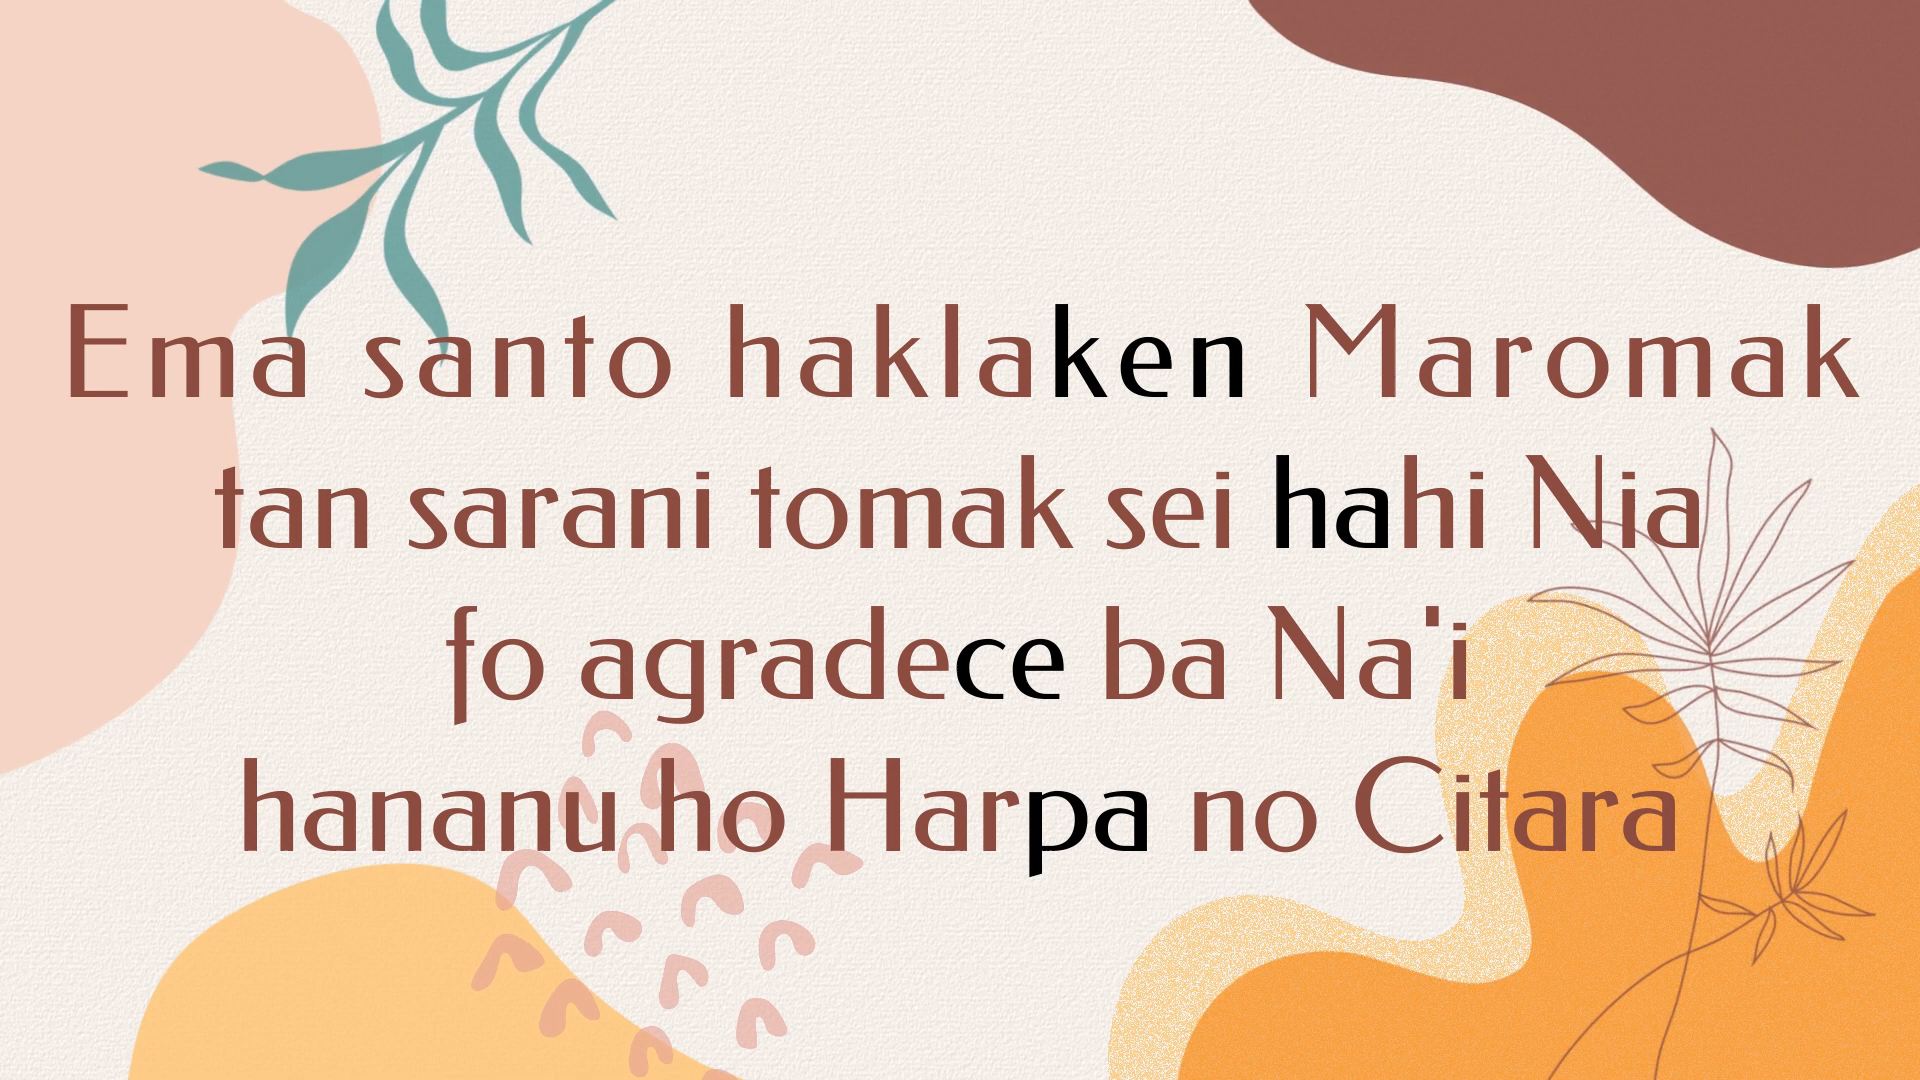 Ema santo haklaken Maromak
tan sarani tomak sei hahi Nia
fo agradece ba Na'i
hananu ho Harpa no Citara